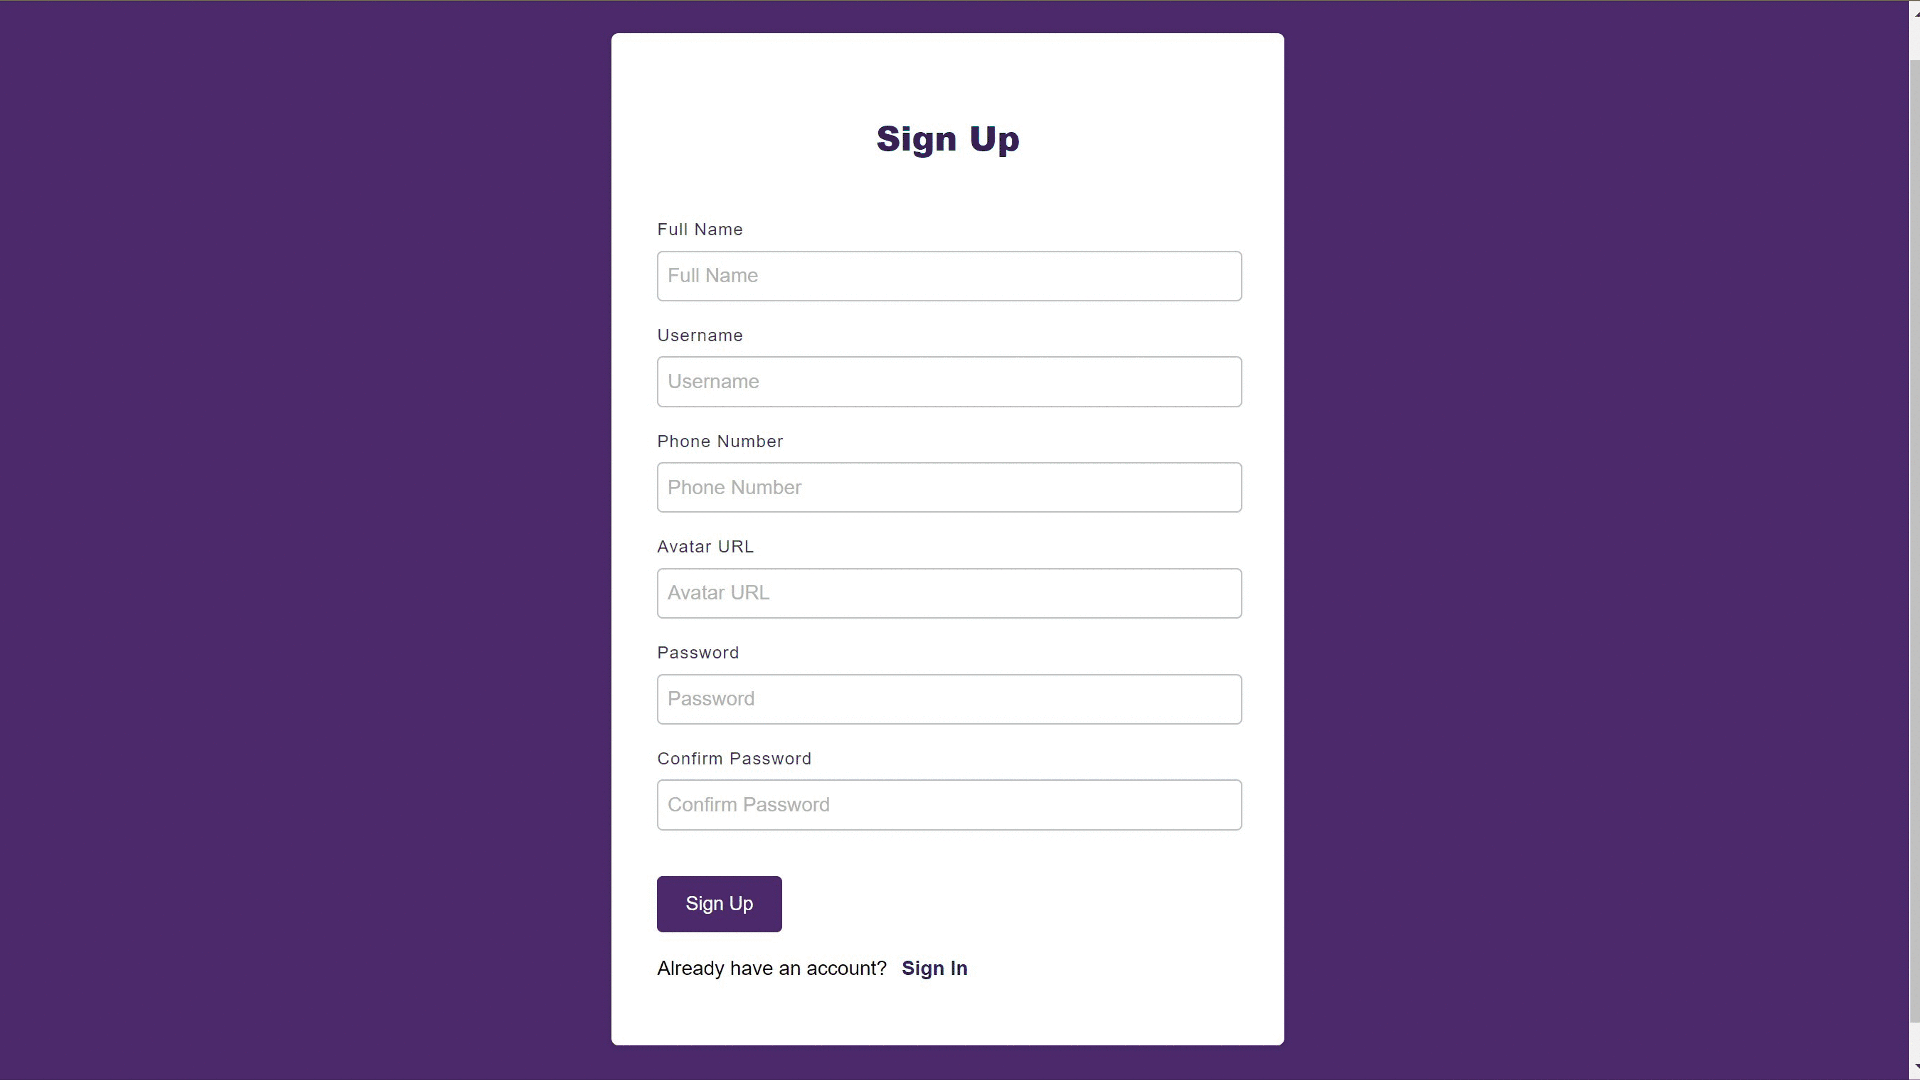 Sign Up
Full Name
Full Name
Username
Username
Phone Number
Phone Number
Avatar URL
Avatar URL
Password
Password
Confirm Password
Confirm Password
Sign Up
Already have an account? Sign In